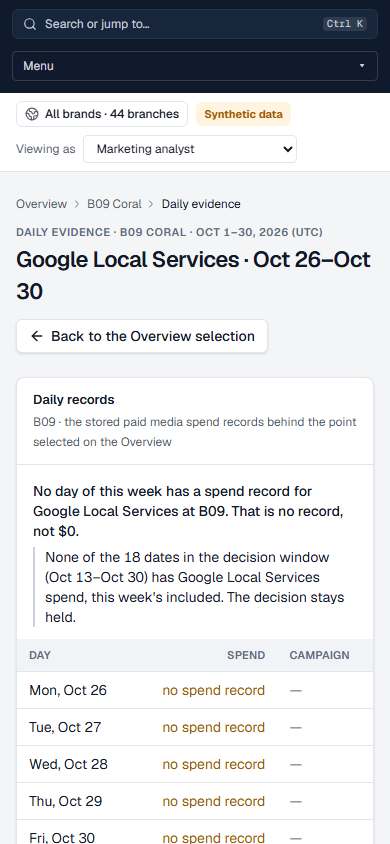 Search or jump to… Ctrl K
Menu
All brands · 44 branches Synthetic data
Viewing as Marketing analyst
Overview > B09 Coral > Daily evidence
DAILY EVIDENCE · B09 CORAL · OCT 1–30, 2026 (UTC)
Google Local Services · Oct 26–Oct
30
← Back to the Overview selection
Daily records
B09 · the stored paid media spend records behind the point
selected on the Overview
No day of this week has a spend record for
Google Local Services at B09. That is no record,
not $0.
None of the 18 dates in the decision window
(Oct 13–Oct 30) has Google Local Services
spend, this week's included. The decision stays
held.
DAY SPEND CAMPAIGN
Mon, Oct 26 no spend record —
Tue, Oct 27 no spend record —
Wed, Oct 28 no spend record —
Thu, Oct 29 no spend record —
Fri, Oct 30 no spend record —